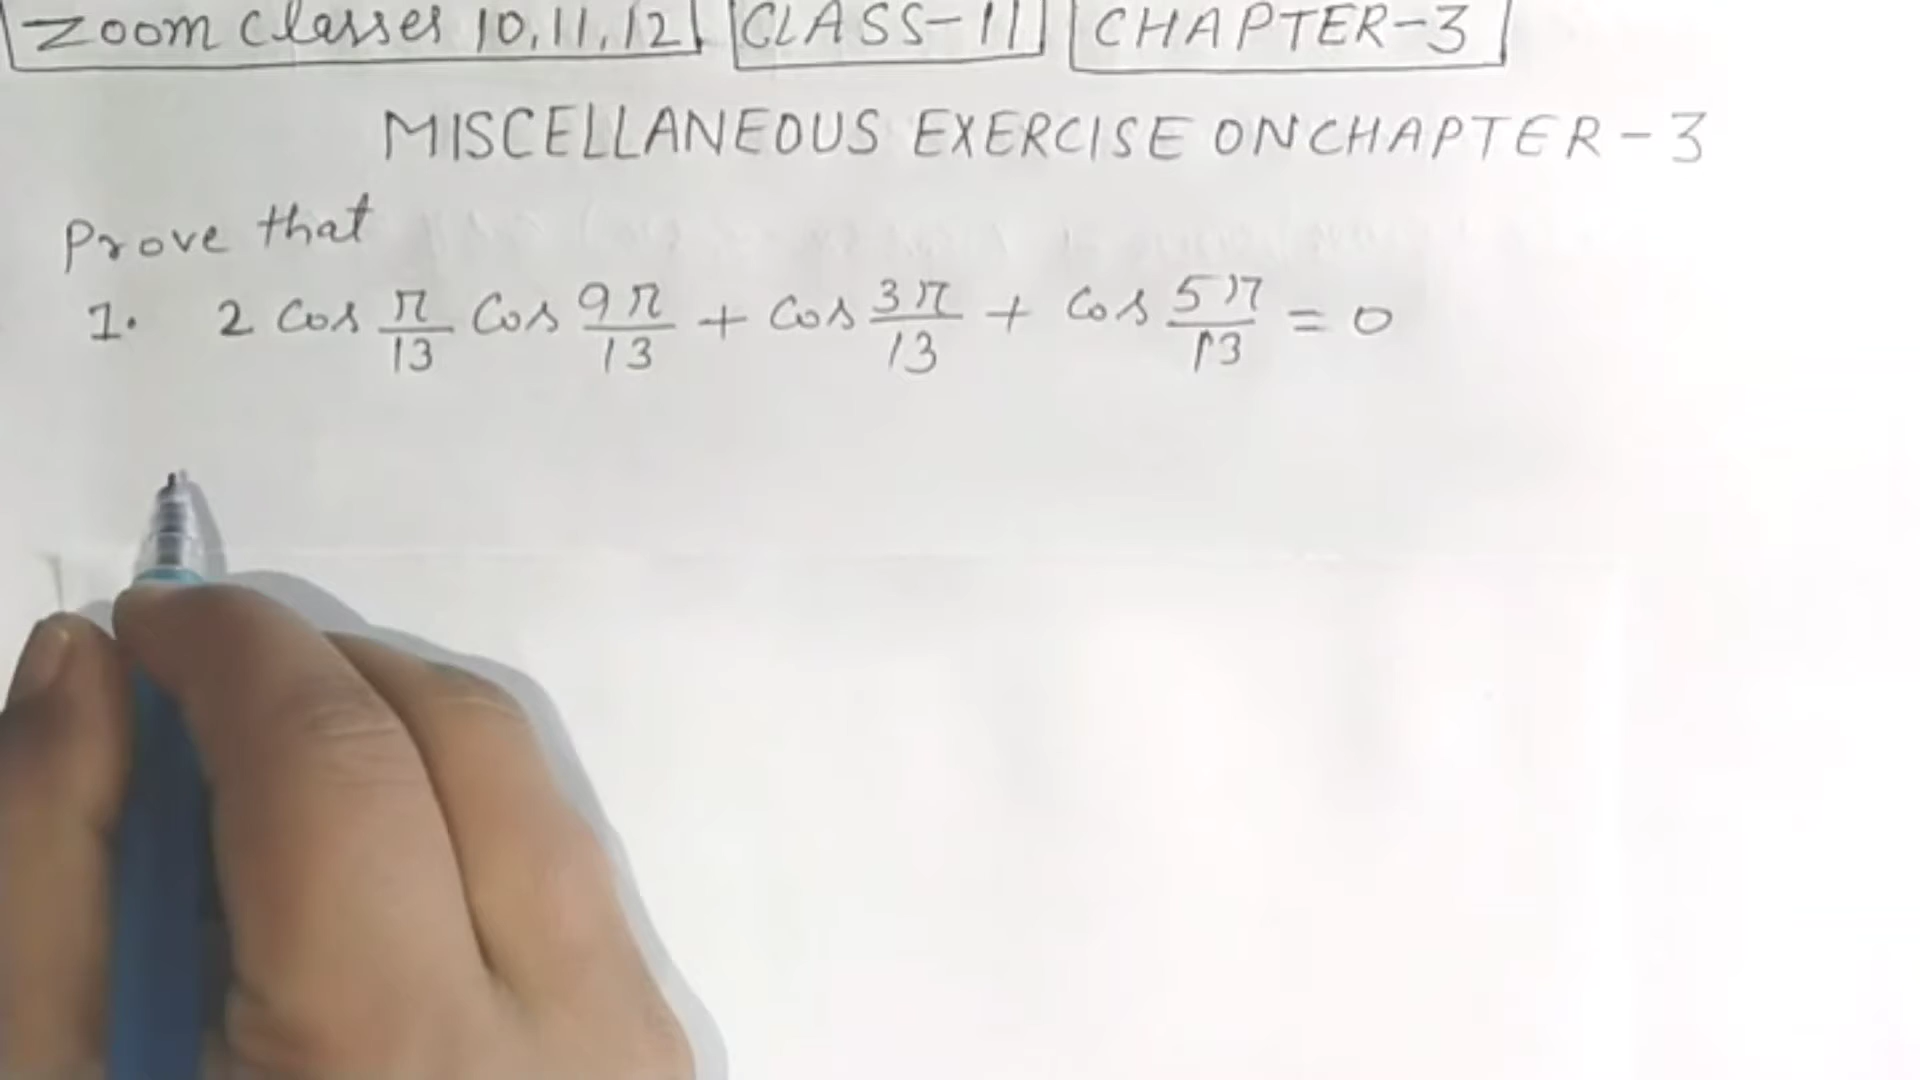 Zoom Classes 10,11,12 CLASS-11 CHAPTER-3
MISCELLANEOUS EXERCISE ON CHAPTER-3
Prove that
1. 2 Cos π/13 Cos 9π/13 + Cos 3π/13 + Cos 5π/13 = 0